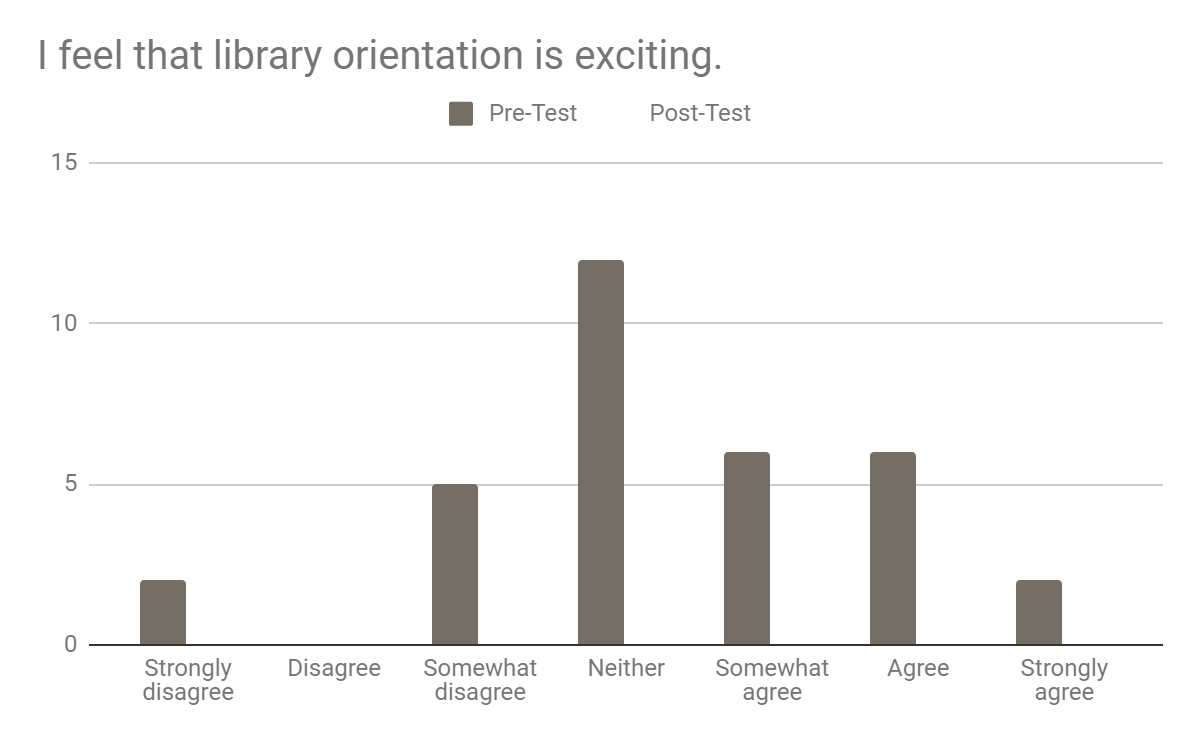 I feel that library orientation is exciting.
Pre-Test Post-Test
15
10
5
0
Strongly disagree
Disagree
Somewhat disagree
Neither
Somewhat agree
Agree
Strongly agree